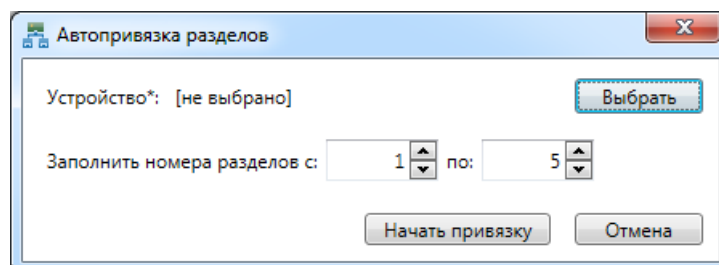 Автопривязка разделов
Устройство*: [не выбрано] Выбрать
Заполнить номера разделов с: 1 по: 5
Начать привязку Отмена